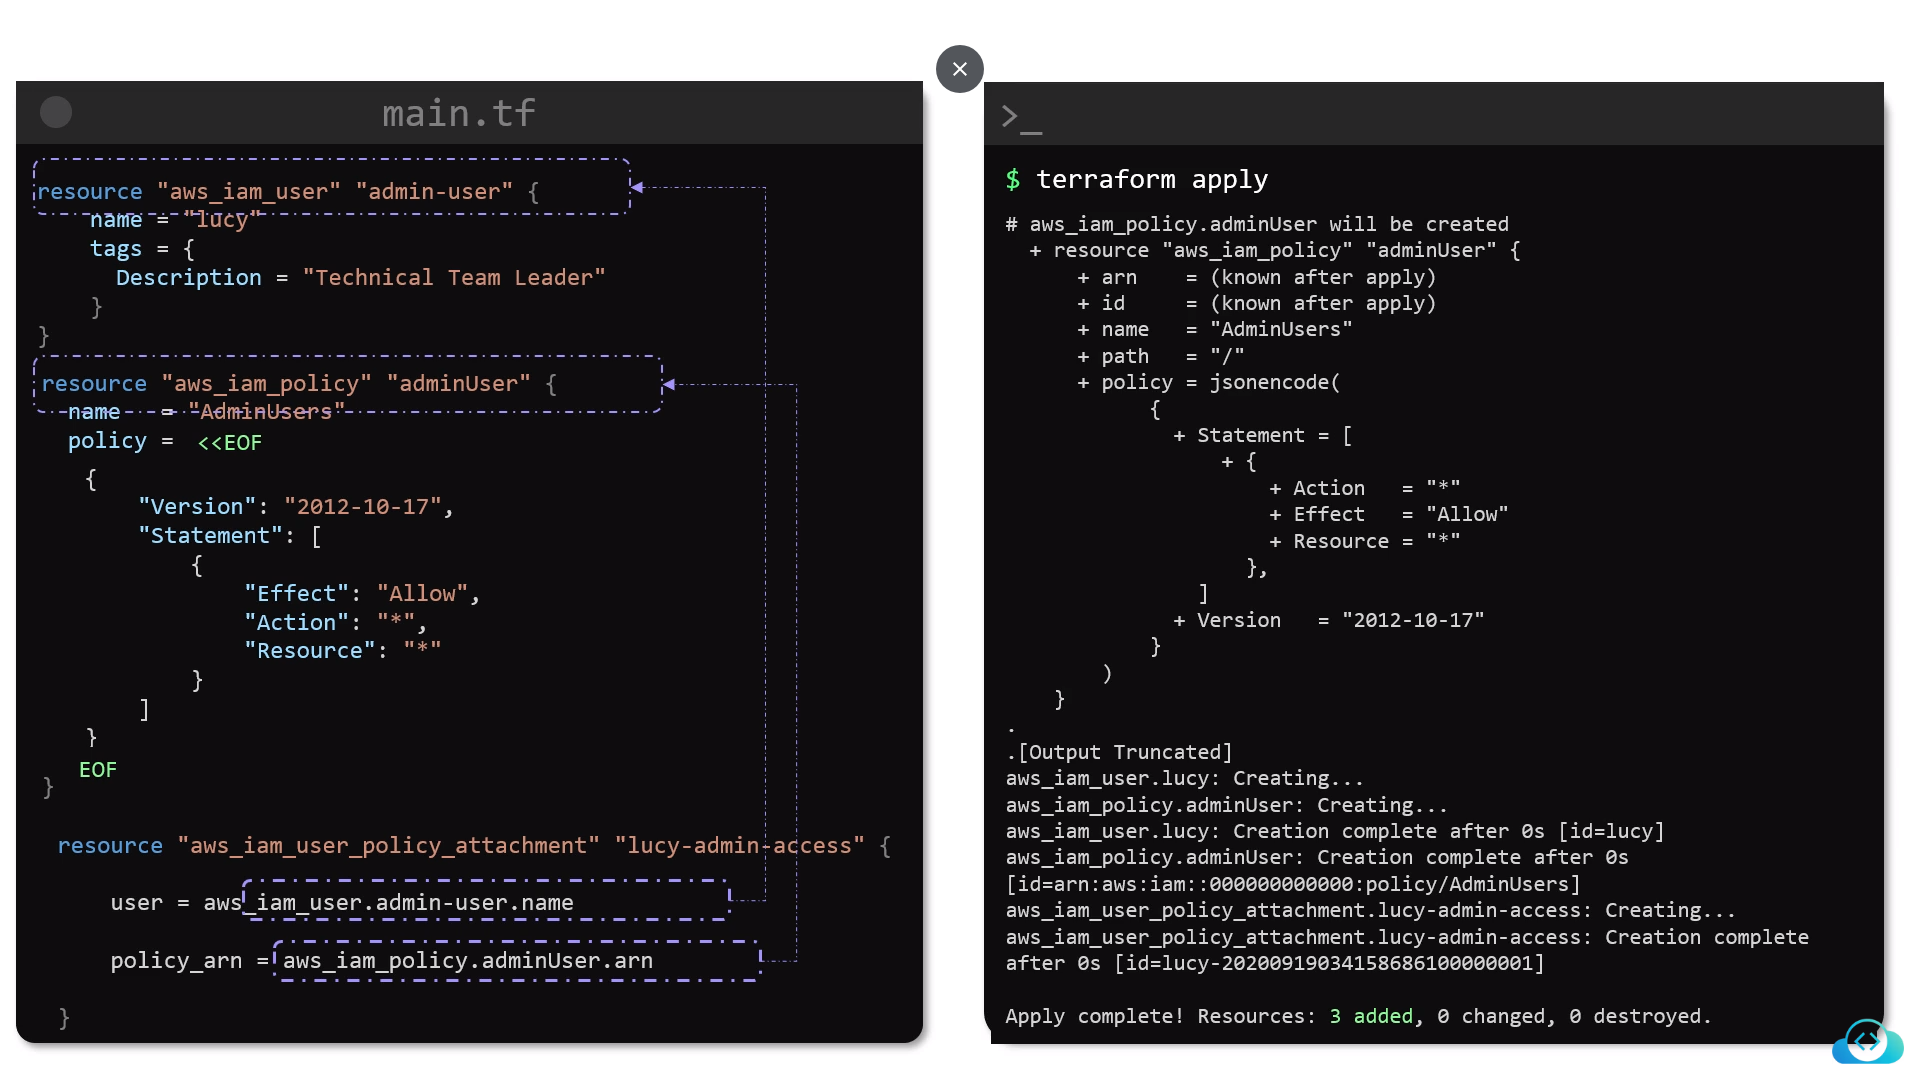 main.tf
resource "aws_iam_user" "admin-user" {
name = "lucy"
tags = {
Description = "Technical Team Leader"
}
}
resource "aws_iam_policy" "adminUser" {
name = "AdminUsers"
policy = <<EOF
{
"Version": "2012-10-17",
"Statement": [
{
"Effect": "Allow",
"Action": "*",
"Resource": "*"
}
]
}
EOF
}
resource "aws_iam_user_policy_attachment" "lucy-admin-access" {
user = aws_iam_user.admin-user.name
policy_arn = aws_iam_policy.adminUser.arn
}
>_
$ terraform apply
# aws_iam_policy.adminUser will be created
+ resource "aws_iam_policy" "adminUser" {
+ arn = (known after apply)
+ id = (known after apply)
+ name = "AdminUsers"
+ path = "/"
+ policy = jsonencode(
{
+ Statement = [
+ {
+ Action = "*"
+ Effect = "Allow"
+ Resource = "*"
},
]
+ Version = "2012-10-17"
}
)
}
.
.[Output Truncated]
aws_iam_user.lucy: Creating...
aws_iam_policy.adminUser: Creating...
aws_iam_user.lucy: Creation complete after 0s [id=lucy]
aws_iam_policy.adminUser: Creation complete after 0s
[id=arn:aws:iam::000000000000:policy/AdminUsers]
aws_iam_user_policy_attachment.lucy-admin-access: Creating...
aws_iam_user_policy_attachment.lucy-admin-access: Creation complete
after 0s [id=lucy-20200919034158686100000001]
Apply complete! Resources: 3 added, 0 changed, 0 destroyed.